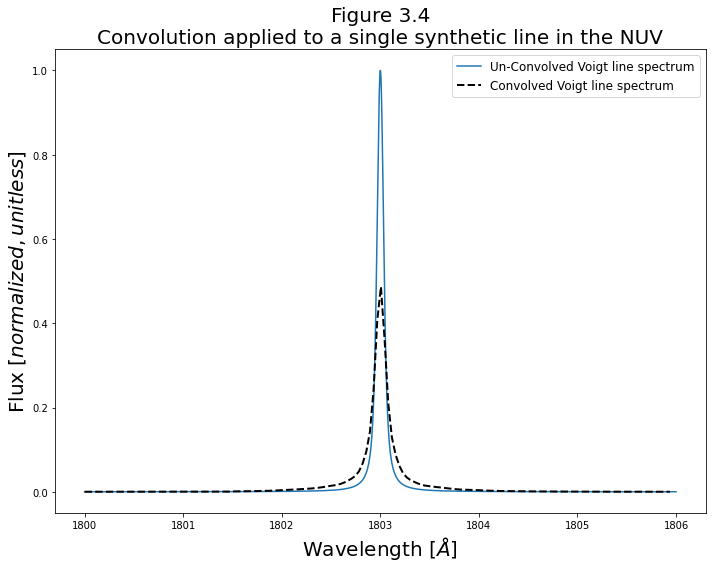 Figure 3.4
Convolution applied to a single synthetic line in the NUV
Un-Convolved Voigt line spectrum
Convolved Voigt line spectrum
Flux [normalized, unitless]
1.0
0.8
0.6
0.4
0.2
0.0
1800 1801 1802 1803 1804 1805 1806
Wavelength [Å]